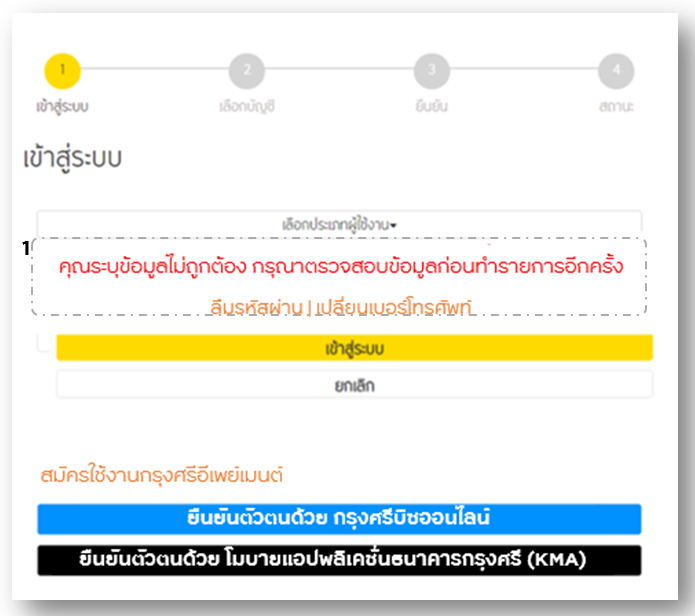 1 2 3 4
เข้าสู่ระบบ เลือกบัญชี ยืนยัน สถานะ
เข้าสู่ระบบ
เลือกประเภทผู้ใช้งาน
1
คุณระบุข้อมูลไม่ถูกต้อง กรุณาตรวจสอบข้อมูลก่อนทำรายการอีกครั้ง
ลืมรหัสผ่าน | เปลี่ยนเบอร์โทรศัพท์
เข้าสู่ระบบ
ยกเลิก
สมัครใช้งานกรุงศรีอีเพย์เมนต์
ยืนยันตัวตนด้วย กรุงศรีบิซออนไลน์
ยืนยันตัวตนด้วย โมบายแอปพลิเคชั่นธนาคารกรุงศรี (KMA)